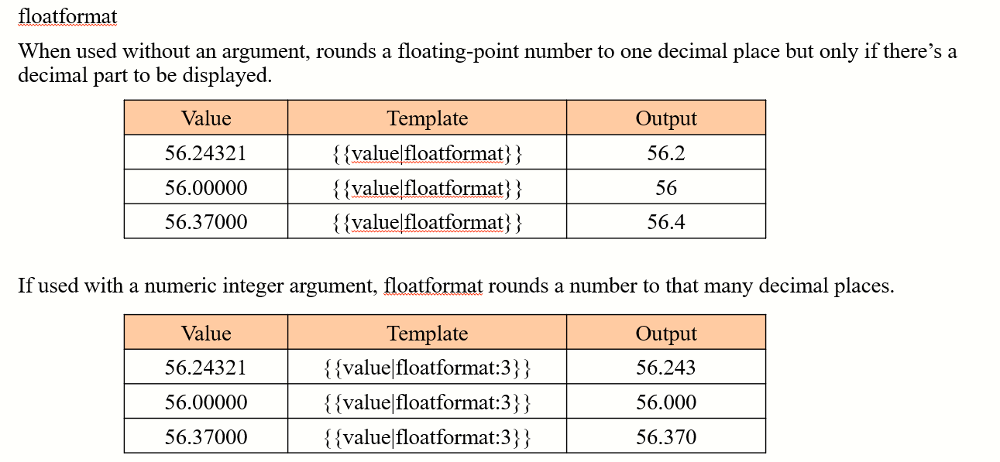 floatformat
When used without an argument, rounds a floating-point number to one decimal place but only if there’s a
decimal part to be displayed.
Value Template Output
56.24321 {{value|floatformat}} 56.2
56.00000 {{value|floatformat}} 56
56.37000 {{value|floatformat}} 56.4
If used with a numeric integer argument, floatformat rounds a number to that many decimal places.
Value Template Output
56.24321 {{value|floatformat:3}} 56.243
56.00000 {{value|floatformat:3}} 56.000
56.37000 {{value|floatformat:3}} 56.370